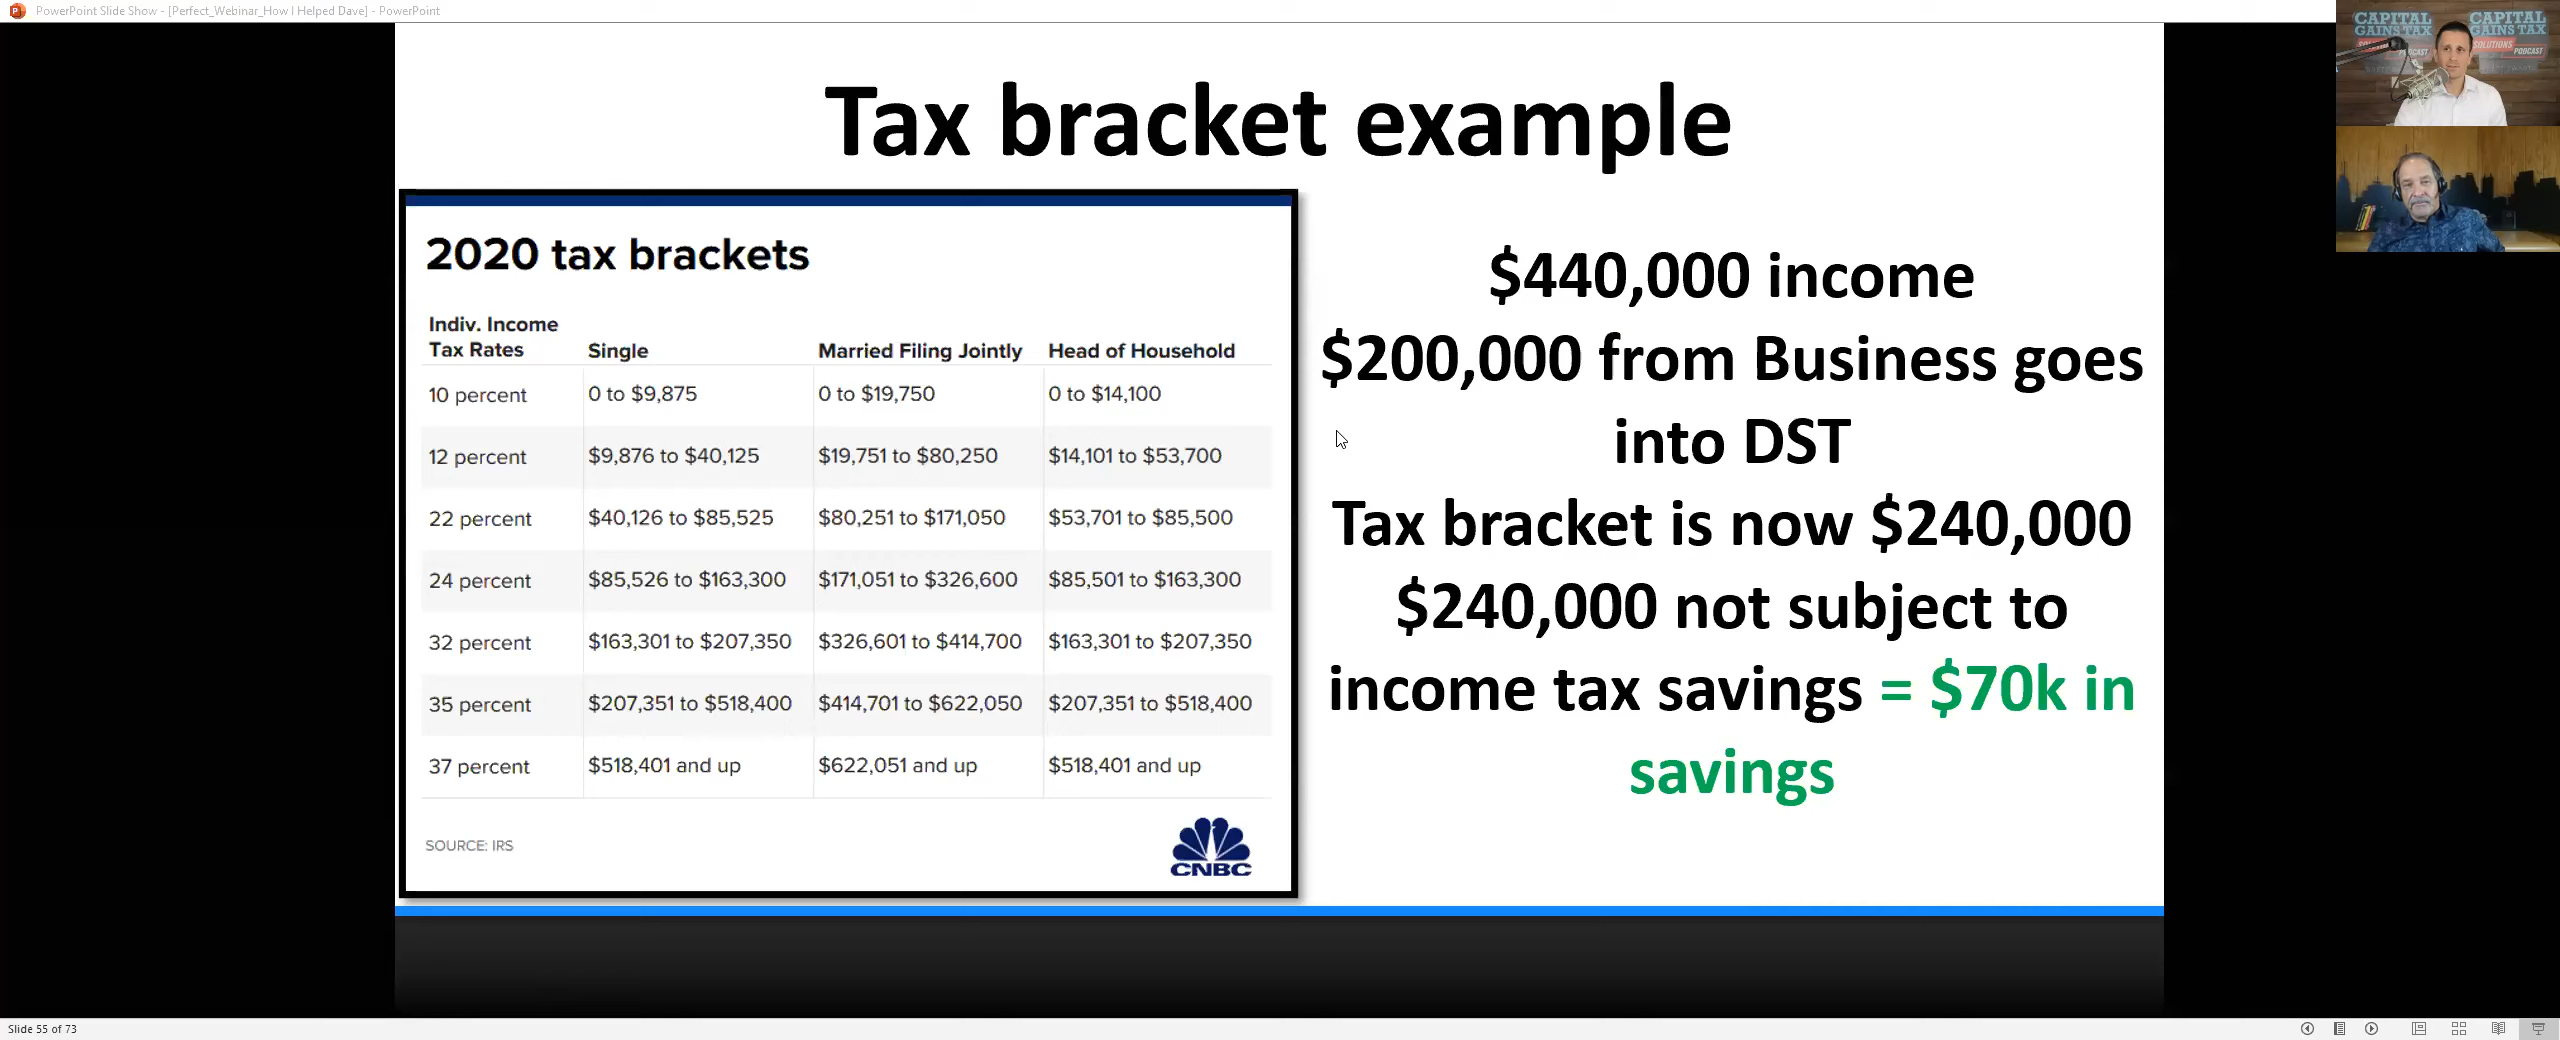 PowerPoint Slide Show - [Perfect_Webinar_How I Helped Dave] - PowerPoint
CAPITAL GAINS TAX SOLUTIONS PODCAST
CAPITAL GAINS TAX SOLUTIONS PODCAST
Tax bracket example
2020 tax brackets
Indiv. Income
Tax Rates Single Married Filing Jointly Head of Household
10 percent 0 to $9,875 0 to $19,750 0 to $14,100
12 percent $9,876 to $40,125 $19,751 to $80,250 $14,101 to $53,700
22 percent $40,126 to $85,525 $80,251 to $171,050 $53,701 to $85,500
24 percent $85,526 to $163,300 $171,051 to $326,600 $85,501 to $163,300
32 percent $163,301 to $207,350 $326,601 to $414,700 $163,301 to $207,350
35 percent $207,351 to $518,400 $414,701 to $622,050 $207,351 to $518,400
37 percent $518,401 and up $622,051 and up $518,401 and up
SOURCE: IRS
CNBC
$440,000 income
$200,000 from Business goes
into DST
Tax bracket is now $240,000
$240,000 not subject to
income tax savings = $70k in
savings
Slide 55 of 73